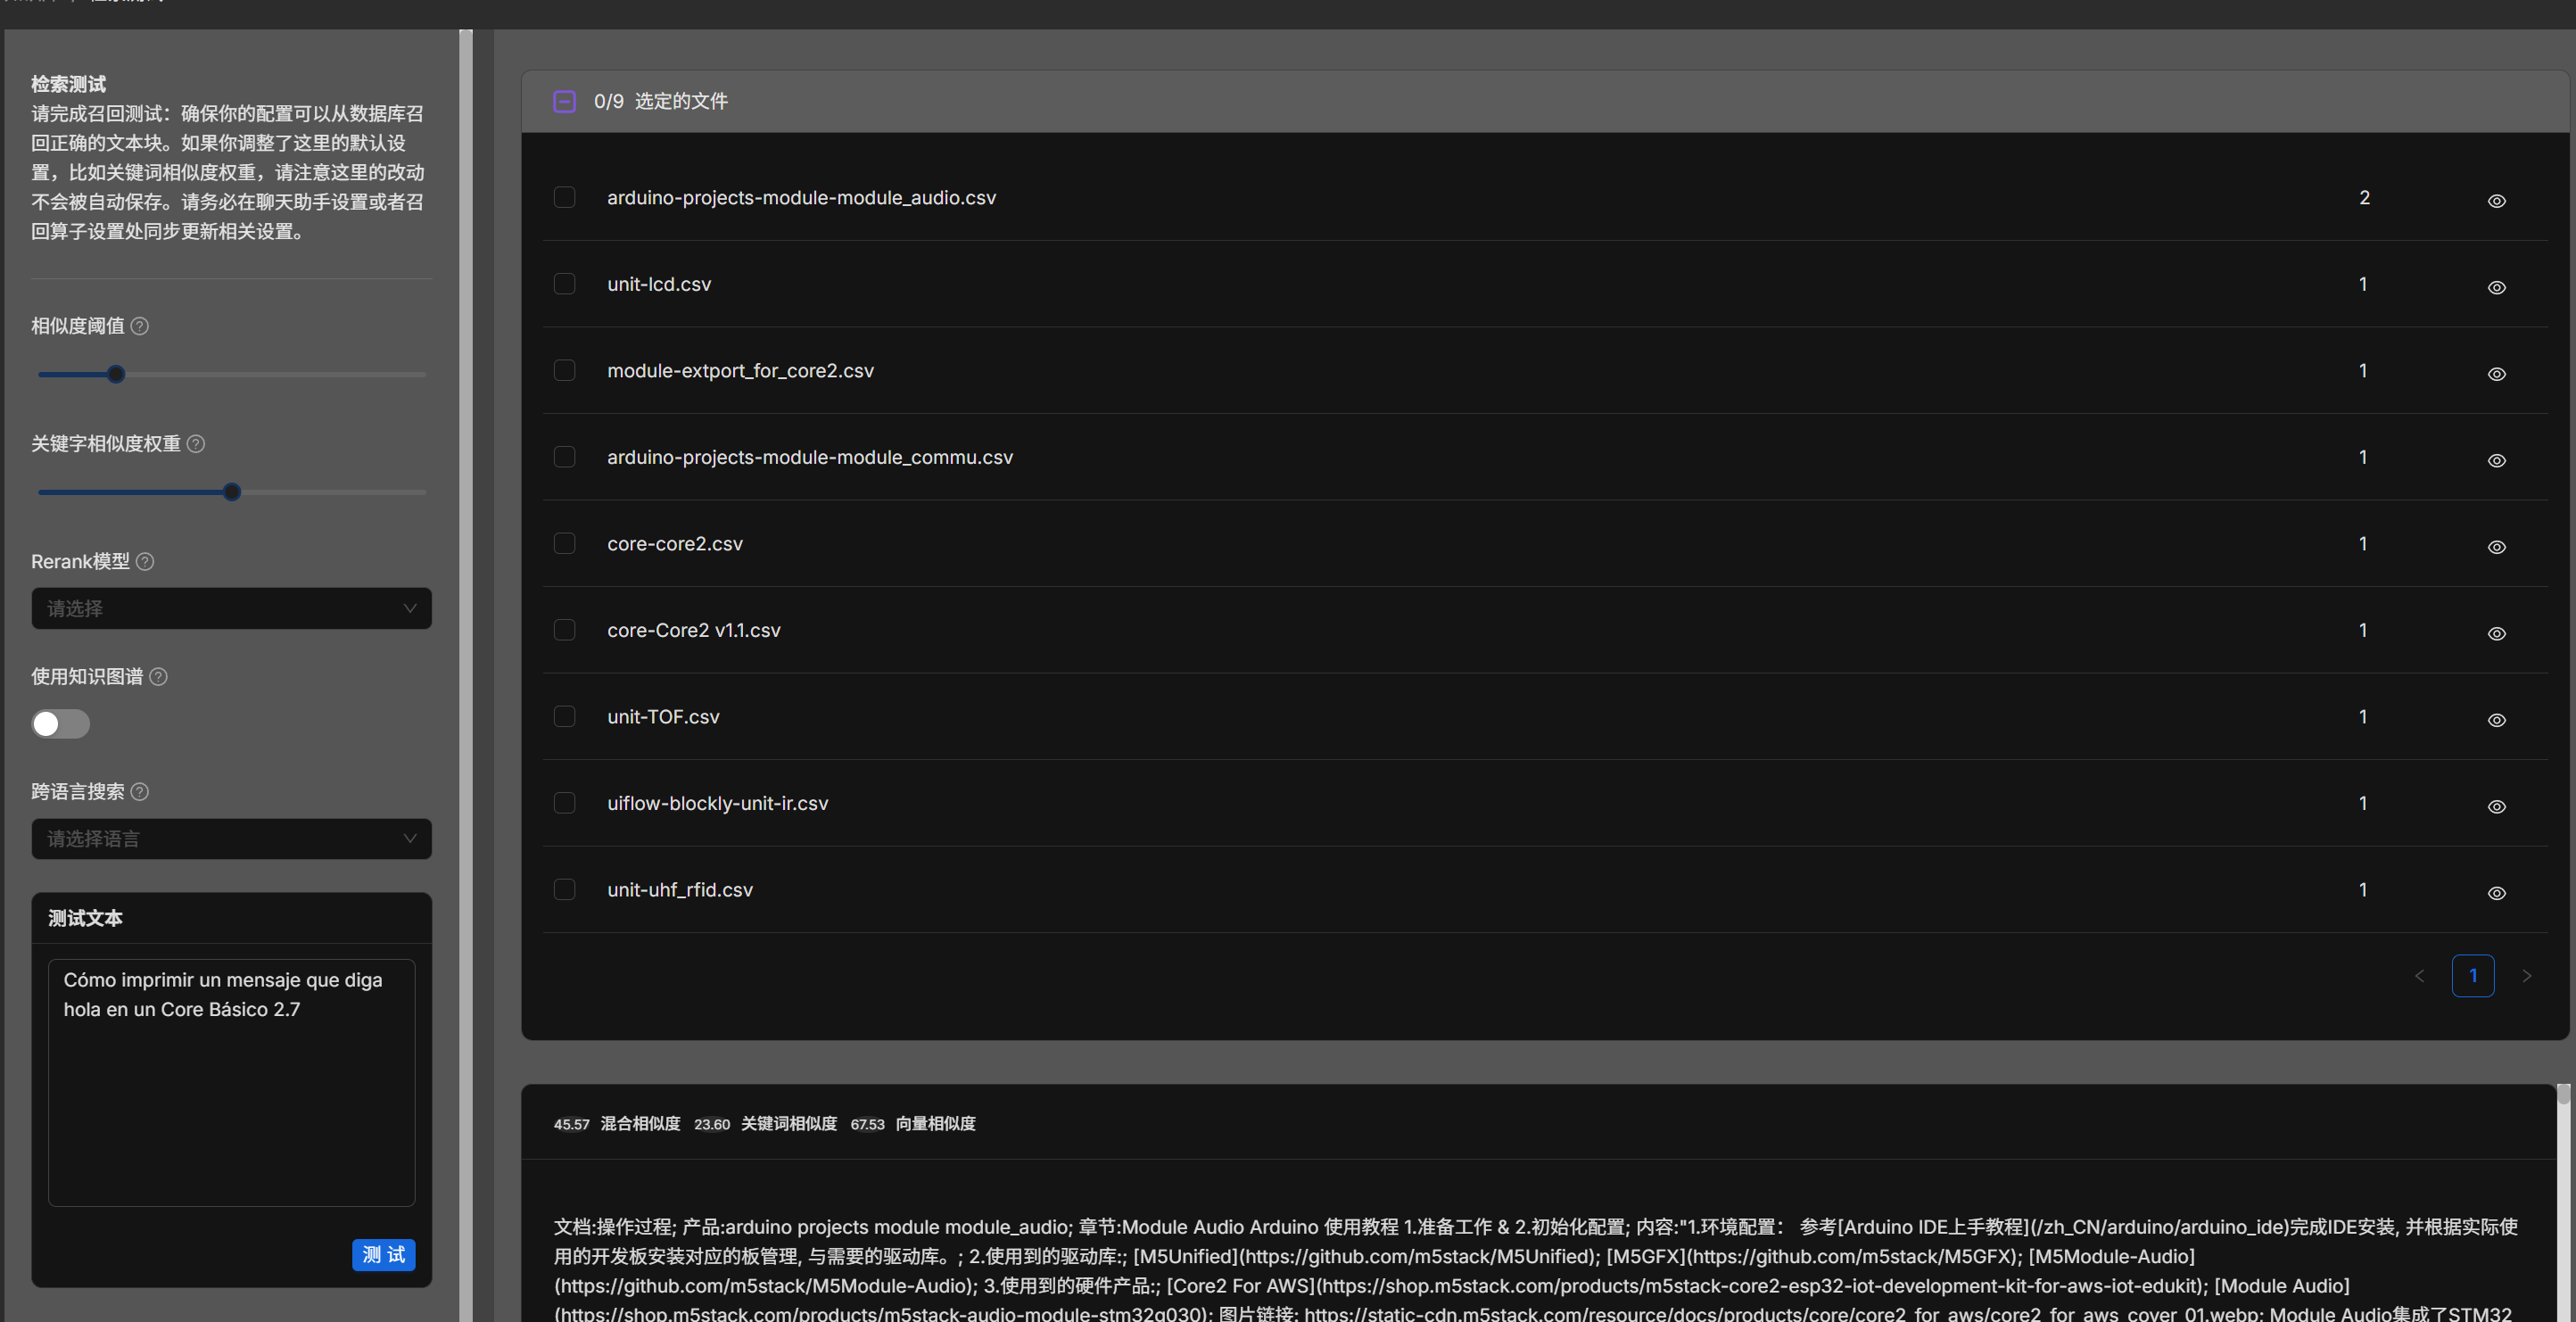 检索测试
请完成召回测试：确保你的配置可以从数据库召
回正确的文本块。如果你调整了这里的默认设
置，比如关键词相似度权重，请注意这里的改动
不会被自动保存。请务必在聊天助手设置或者召
回算子设置处同步更新相关设置。
相似度阈值
关键字相似度权重
Rerank模型
请选择
使用知识图谱
跨语言搜索
请选择语言
测试文本
Cómo imprimir un mensaje que diga
hola en un Core Básico 2.7
测 试
0/9 选定的文件
arduino-projects-module-module_audio.csv 2
unit-lcd.csv 1
module-extport_for_core2.csv 1
arduino-projects-module-module_commu.csv 1
core-core2.csv 1
core-Core2 v1.1.csv 1
unit-TOF.csv 1
uiflow-blockly-unit-ir.csv 1
unit-uhf_rfid.csv 1
< 1 >
45.57 混合相似度 23.60 关键词相似度 67.53 向量相似度
文档:操作过程; 产品:arduino projects module module_audio; 章节:Module Audio Arduino 使用教程 1.准备工作 & 2.初始化配置; 内容:"1.环境配置： 参考[Arduino IDE上手教程](/zh_CN/arduino/arduino_ide)完成IDE安装, 并根据实际使
用的开发板安装对应的板管理, 与需要的驱动库。; 2.使用到的驱动库:; [M5Unified](https://github.com/m5stack/M5Unified); [M5GFX](https://github.com/m5stack/M5GFX); [M5Module-Audio]
(https://github.com/m5stack/M5Module-Audio); 3.使用到的硬件产品:; [Core2 For AWS](https://shop.m5stack.com/products/m5stack-core2-esp32-iot-development-kit-for-aws-iot-edukit); [Module Audio]
(https://shop.m5stack.com/products/m5stack-audio-module-stm32g030); 图片链接: https://static-cdn.m5stack.com/resource/docs/products/core/core2_for_aws/core2_for_aws_cover_01.webp; Module Audio集成了STM32